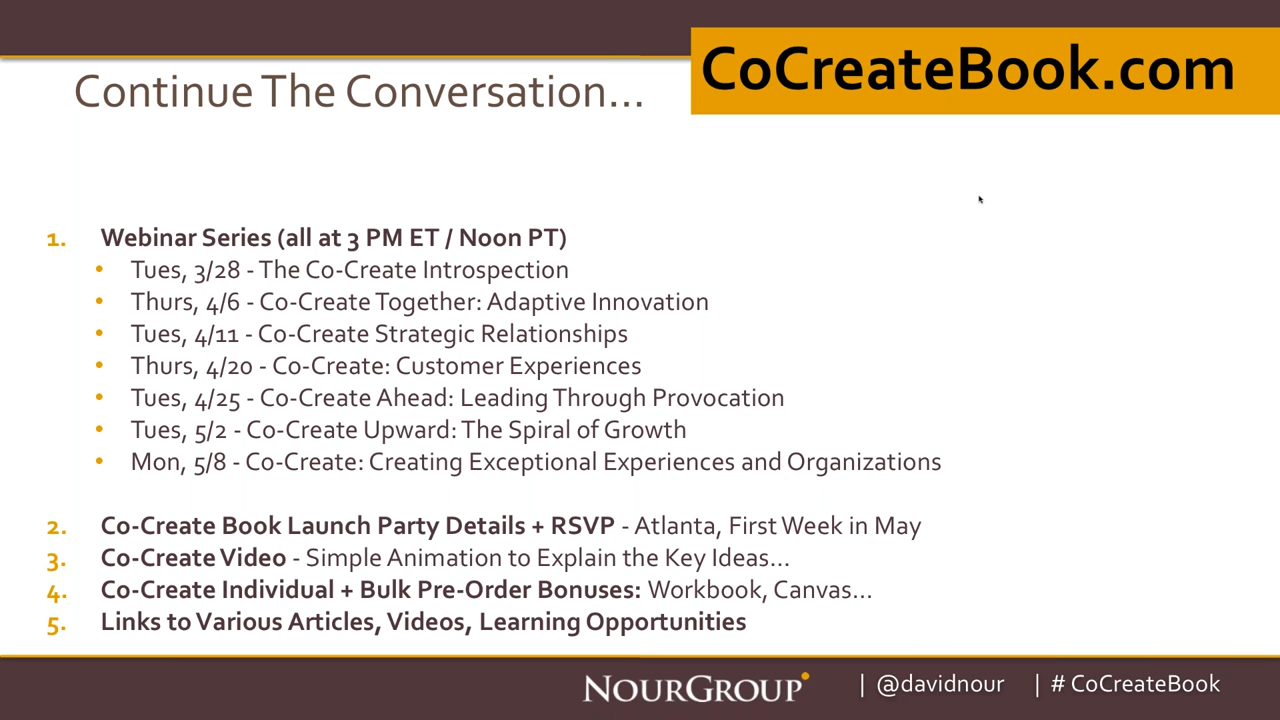 CoCreateBook.com
Continue The Conversation...
1. Webinar Series (all at 3 PM ET / Noon PT)
• Tues, 3/28 - The Co-Create Introspection
• Thurs, 4/6 - Co-Create Together: Adaptive Innovation
• Tues, 4/11 - Co-Create Strategic Relationships
• Thurs, 4/20 - Co-Create: Customer Experiences
• Tues, 4/25 - Co-Create Ahead: Leading Through Provocation
• Tues, 5/2 - Co-Create Upward: The Spiral of Growth
• Mon, 5/8 - Co-Create: Creating Exceptional Experiences and Organizations
2. Co-Create Book Launch Party Details + RSVP - Atlanta, First Week in May
3. Co-Create Video - Simple Animation to Explain the Key Ideas...
4. Co-Create Individual + Bulk Pre-Order Bonuses: Workbook, Canvas...
5. Links to Various Articles, Videos, Learning Opportunities
NOURGROUP | @davidnour | # CoCreateBook